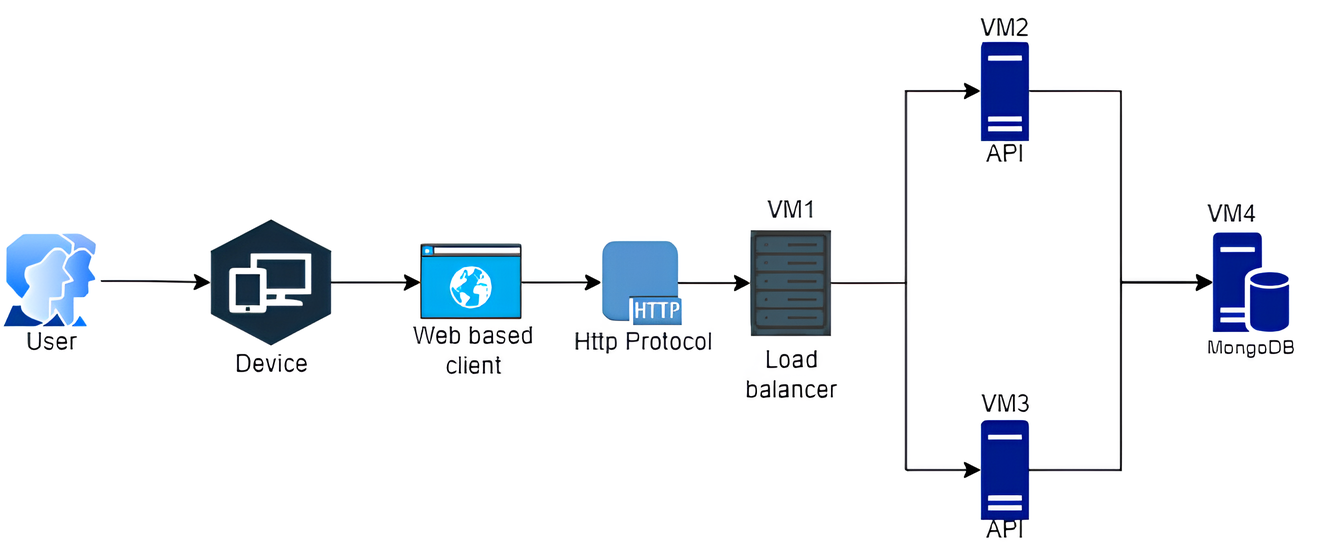 User
Device
Web based
client
HTTP
Http Protocol
VM1
Load
balancer
VM2
API
VM3
API
VM4
MongoDB